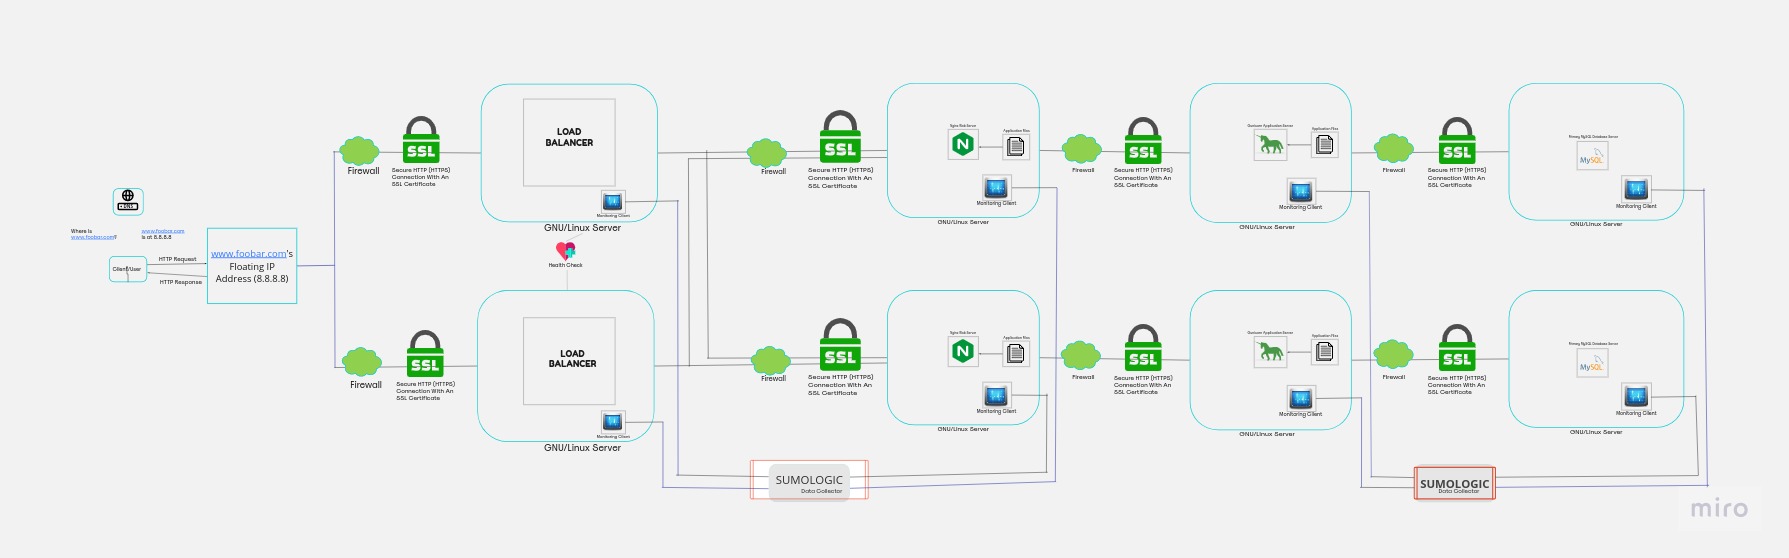 DNS
Where is
www.foobar.com?
www.foobar.com
is at 8.8.8.8
Client/User
HTTP Request
HTTP Response
www.foobar.com's
Floating IP
Address (8.8.8.8)
Firewall
SSL
Secure HTTP (HTTPS)
Connection With An
SSL Certificate
LOAD
BALANCER
Monitoring Client
GNU/Linux Server
Health Check
Firewall
SSL
Secure HTTP (HTTPS)
Connection With An
SSL Certificate
LOAD
BALANCER
Monitoring Client
GNU/Linux Server
Firewall
SSL
Secure HTTP (HTTPS)
Connection With An
SSL Certificate
Nginx Web Server
N
Application Files
Monitoring Client
GNU/Linux Server
Firewall
SSL
Secure HTTP (HTTPS)
Connection With An
SSL Certificate
Gunicorn Application Server
Application Files
Monitoring Client
GNU/Linux Server
Firewall
SSL
Secure HTTP (HTTPS)
Connection With An
SSL Certificate
Primary MySQL Database Server
MySQL
Monitoring Client
GNU/Linux Server
Firewall
SSL
Secure HTTP (HTTPS)
Connection With An
SSL Certificate
Nginx Web Server
N
Application Files
Monitoring Client
GNU/Linux Server
Firewall
SSL
Secure HTTP (HTTPS)
Connection With An
SSL Certificate
Gunicorn Application Server
Application Files
Monitoring Client
GNU/Linux Server
Firewall
SSL
Secure HTTP (HTTPS)
Connection With An
SSL Certificate
Primary MySQL Database Server
MySQL
Monitoring Client
GNU/Linux Server
SUMOLOGIC
Data Collector
SUMOLOGIC
Data Collector
miro